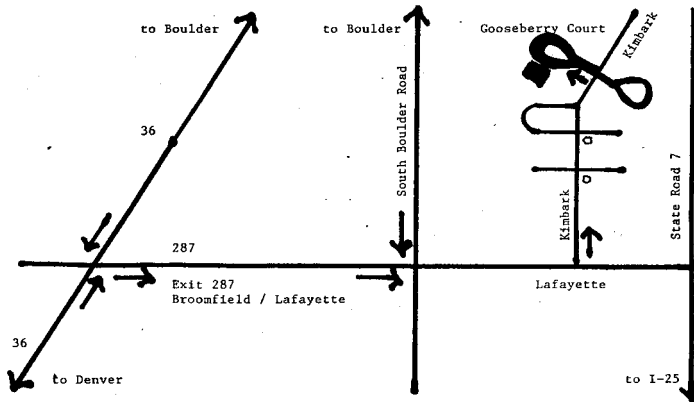 to Boulder
to Boulder
Gooseberry Court
Kimbark
36
South Boulder Road
State Road 7
Kimbark
287
Exit 287
Broomfield / Lafayette
Lafayette
36
to Denver
to I-25